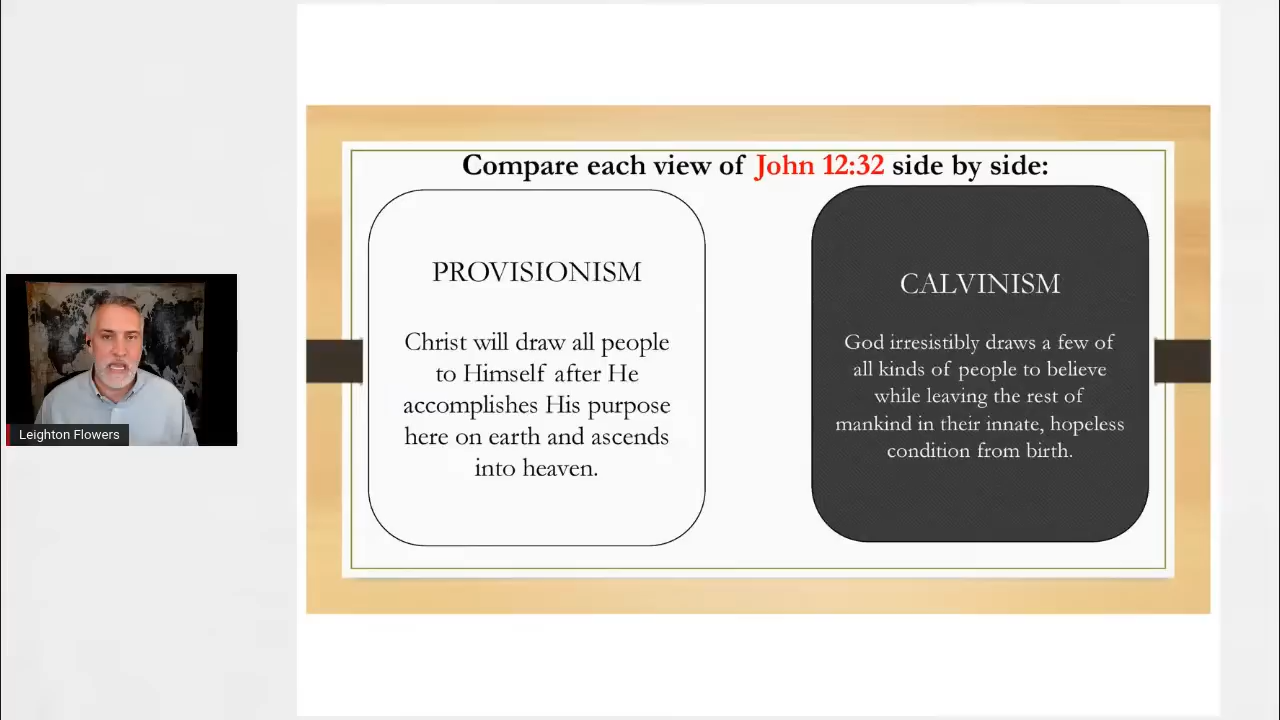 Compare each view of John 12:32 side by side:
PROVISIONISM
Christ will draw all people
to Himself after He
accomplishes His purpose
here on earth and ascends
into heaven.
CALVINISM
God irresistibly draws a few of
all kinds of people to believe
while leaving the rest of
mankind in their innate, hopeless
condition from birth.
Leighton Flowers